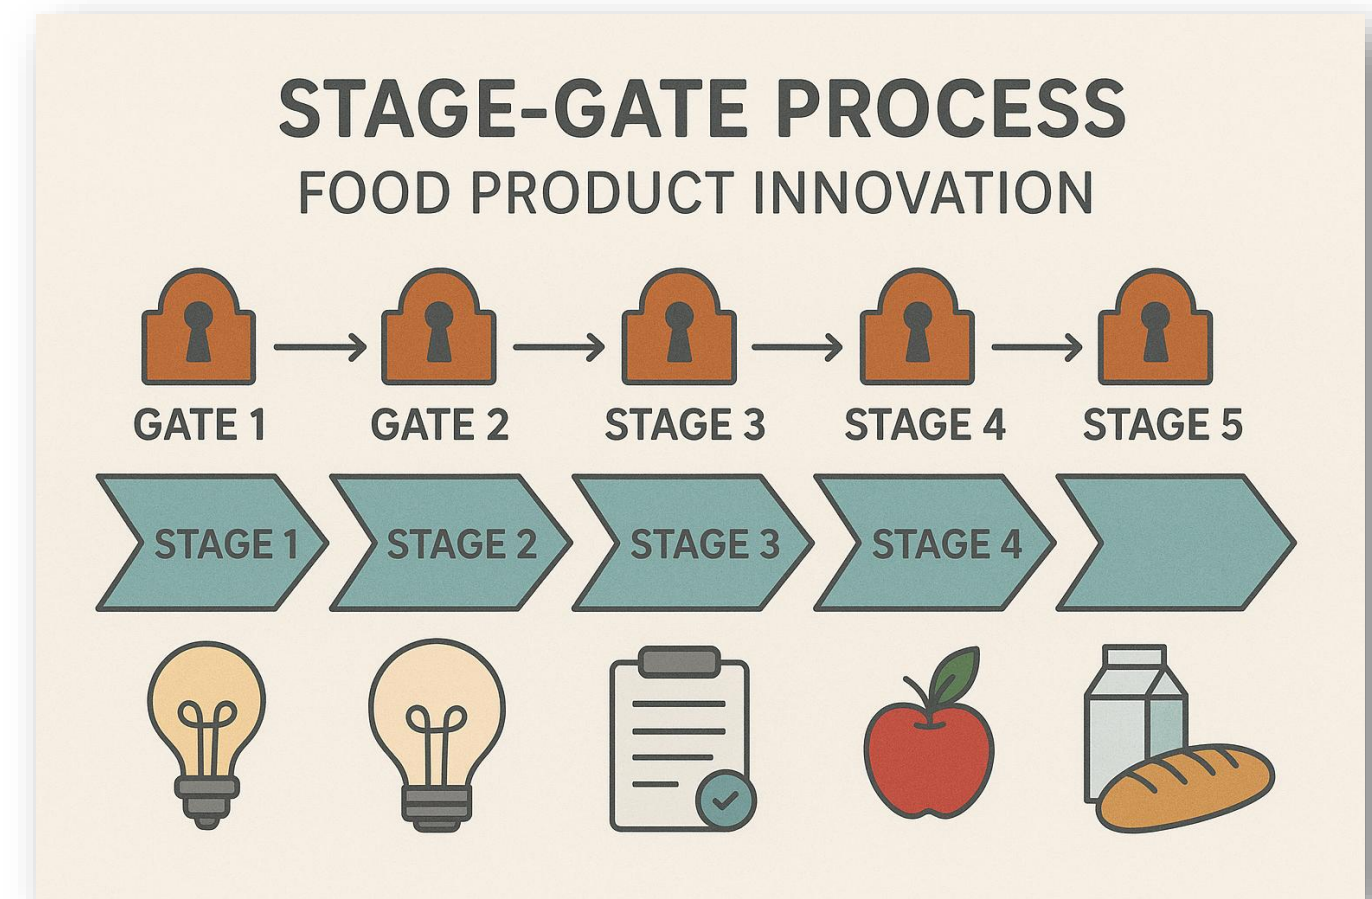 STAGE-GATE PROCESS
FOOD PRODUCT INNOVATION
GATE 1 GATE 2 STAGE 3 STAGE 4 STAGE 5
STAGE 1 STAGE 2 STAGE 3 STAGE 4